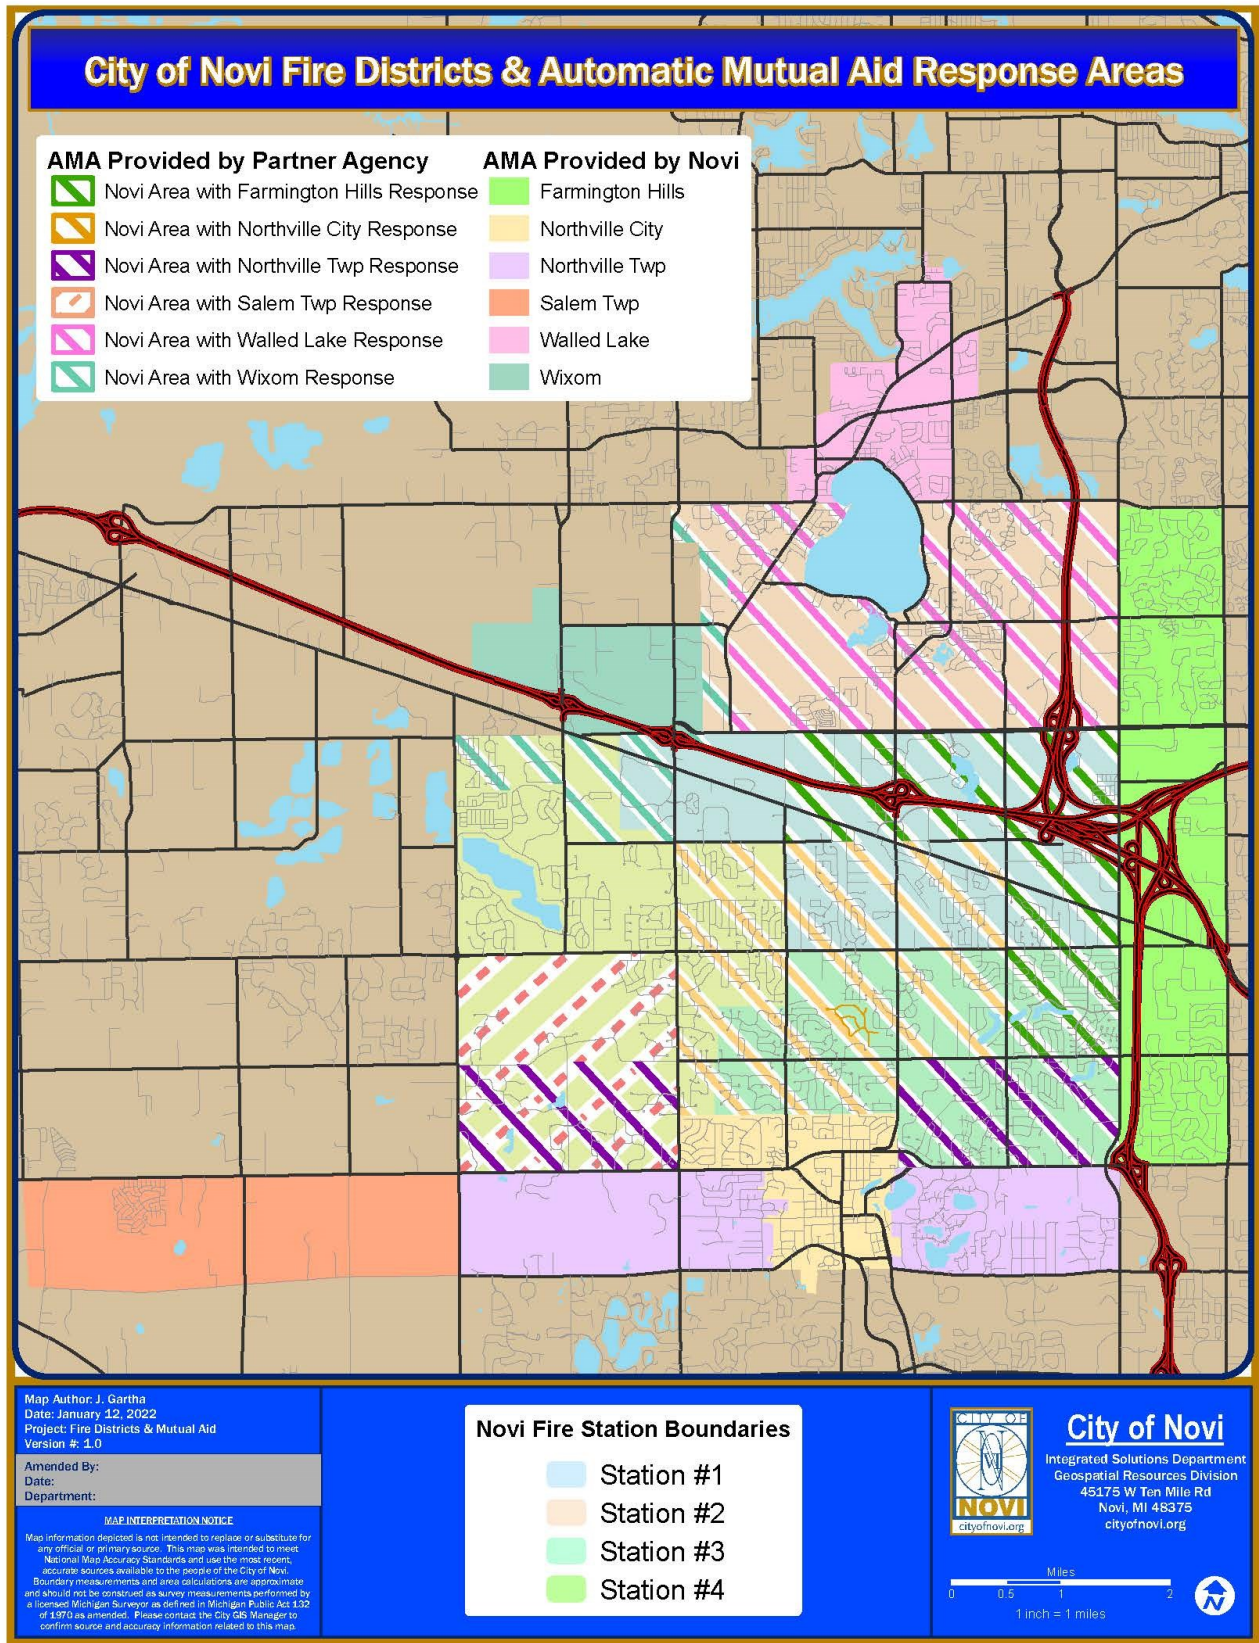 City of Novi Fire Districts & Automatic Mutual Aid Response Areas
AMA Provided by Partner Agency
Novi Area with Farmington Hills Response
Novi Area with Northville City Response
Novi Area with Northville Twp Response
Novi Area with Salem Twp Response
Novi Area with Walled Lake Response
Novi Area with Wixom Response
AMA Provided by Novi
Farmington Hills
Northville City
Northville Twp
Salem Twp
Walled Lake
Wixom
Map Author: J. Gartha
Date: January 12, 2022
Project: Fire Districts & Mutual Aid
Version #: 1.0
Amended By:
Date:
Department:
MAP INTERPRETATION NOTICE
Map information depicted is not intended to replace or substitute for
any official or primary source. This map was intended to meet
National Map Accuracy Standards and use the most recent,
accurate sources available to the people of the City of Novi.
Boundary measurements and area calculations are approximate
and should not be construed as survey measurements performed by
a licensed Michigan Surveyor as defined in Michigan Public Act 132
of 1970 as amended. Please contact the City GIS Manager to
confirm source and accuracy information related to this map.
Novi Fire Station Boundaries
Station #1
Station #2
Station #3
Station #4
CITY OF
NOVI
cityofnovi.org
City of Novi
Integrated Solutions Department
Geospatial Resources Division
45175 W Ten Mile Rd
Novi, MI 48375
cityofnovi.org
Miles
0 0.5 1 2
1 inch = 1 miles
N